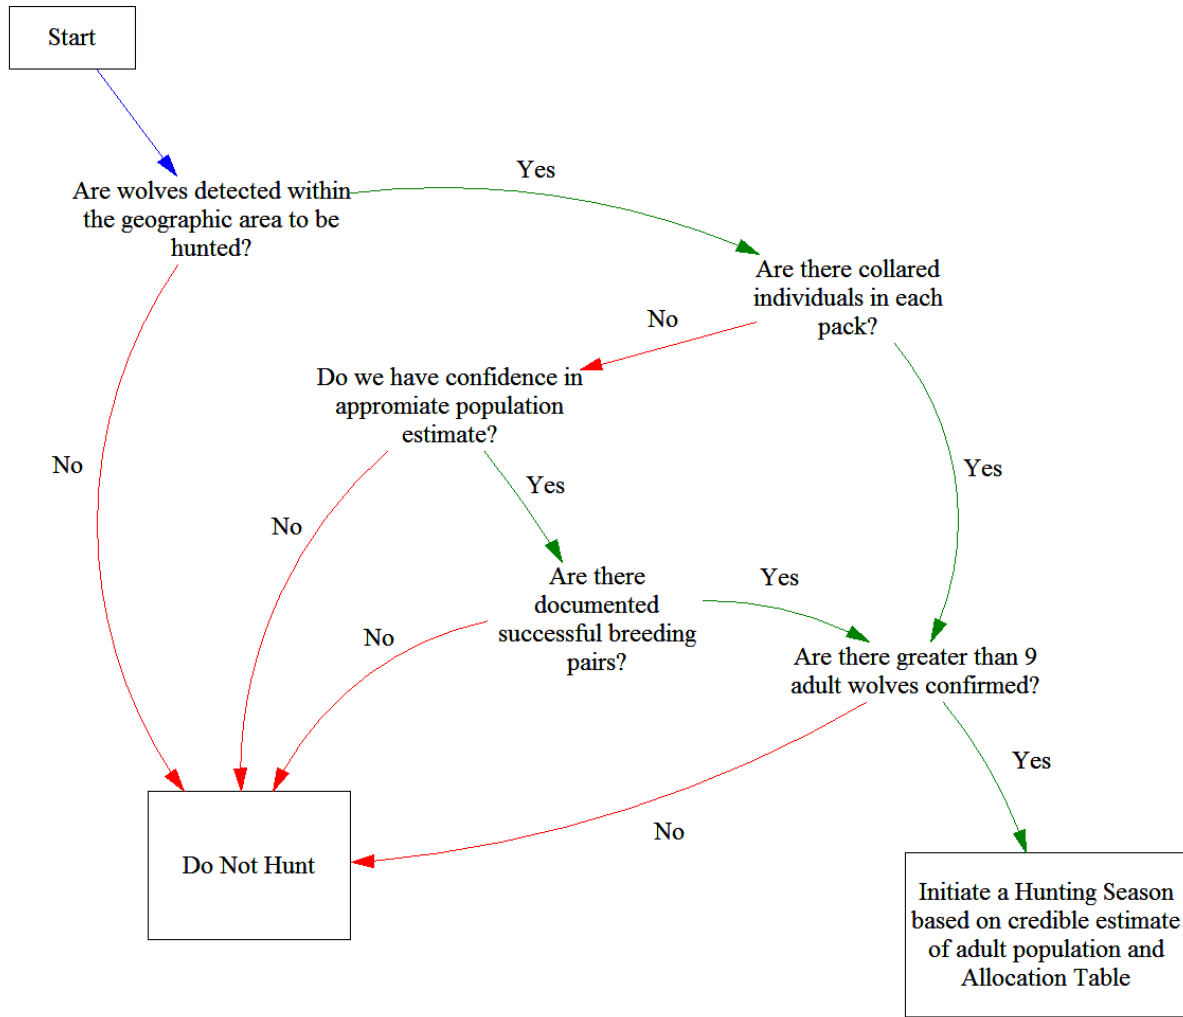 Start
Yes
Are wolves detected within
the geographic area to be
hunted?
Are there collared
individuals in each
pack?
No
Do we have confidence in
appromiate population
estimate?
No
Yes
Yes
No
Are there
documented
successful breeding
pairs?
Yes
No
Are there greater than 9
adult wolves confirmed?
Yes
No
Do Not Hunt
Initiate a Hunting Season
based on credible estimate
of adult population and
Allocation Table